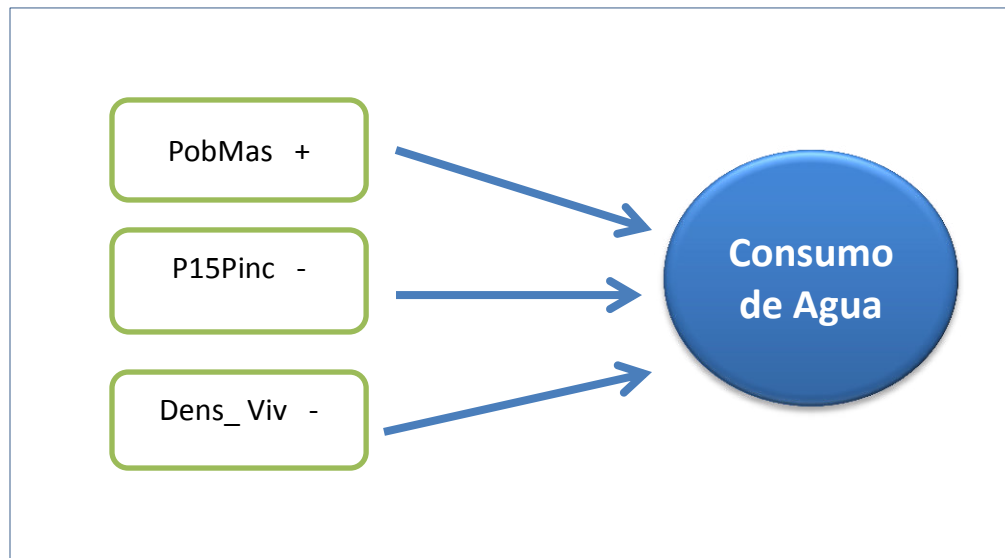 PobMas +
P15Pinc -
Dens_ Viv -
Consumo
de Agua